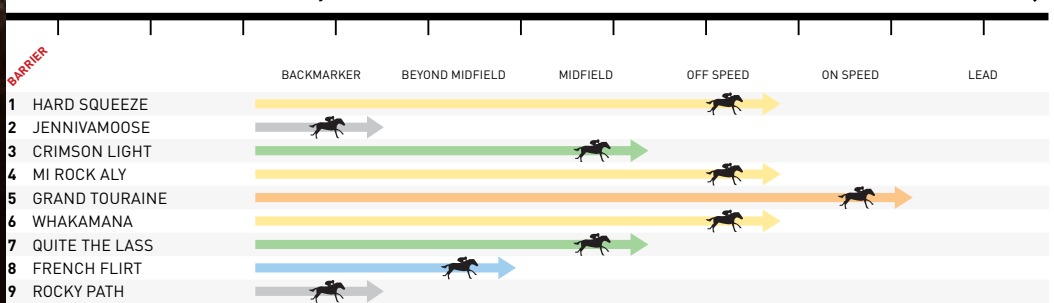 BARRIER
BACKMARKER BEYOND MIDFIELD MIDFIELD OFF SPEED ON SPEED LEAD
1 HARD SQUEEZE
2 JENNIVAMOOSE
3 CRIMSON LIGHT
4 MI ROCK ALY
5 GRAND TOURAINE
6 WHAKAMANA
7 QUITE THE LASS
8 FRENCH FLIRT
9 ROCKY PATH